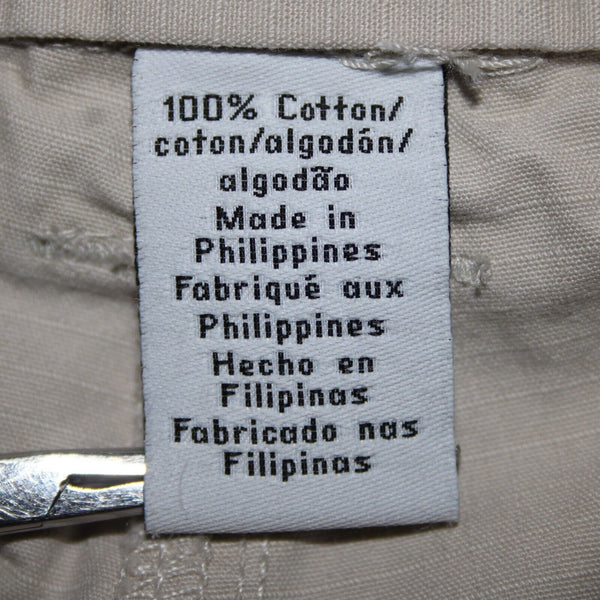 100% Cotton/
coton/algodón/
algodão
Made in
Philippines
Fabriqué aux
Philippines
Hecho en
Filipinas
Fabricado nas
Filipinas